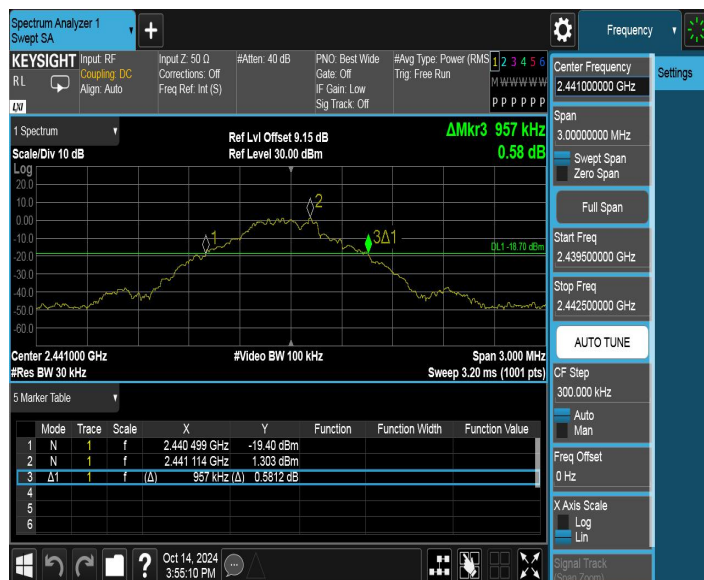 Spectrum Analyzer 1
Swept SA
+
Frequency
KEYSIGHT
RL
LXI
Input: RF
Coupling: DC
Align: Auto
Input Z: 50 Ω
Corrections: Off
Freq Ref: Int (S)
#Atten: 40 dB
PNO: Best Wide
Gate: Off
IF Gain: Low
Sig Track: Off
#Avg Type: Power (RMS
Trig: Free Run
1 2 3 4 5 6
M W W W W W
P P P P P P
1 Spectrum
Scale/Div 10 dB
Log
Ref Lvl Offset 9.15 dB
Ref Level 30.00 dBm
ΔMkr3 957 kHz
0.58 dB
20.0
10.0
0.00
-10.0
-20.0
-30.0
-40.0
-50.0
-60.0
1
2
3Δ1
DL1 -18.70 dBm
Center 2.441000 GHz
#Res BW 30 kHz
#Video BW 100 kHz
Span 3.000 MHz
Sweep 3.20 ms (1001 pts)
5 Marker Table
Mode Trace Scale X Y Function Function Width Function Value
1 N 1 f 2.440 499 GHz -19.40 dBm
2 N 1 f 2.441 114 GHz 1.303 dBm
3 Δ1 1 f (Δ) 957 kHz (Δ) 0.5812 dB
4
5
6
Oct 14, 2024
3:55:10 PM
?
Center Frequency
2.441000000 GHz
Settings
Span
3.00000000 MHz
Swept Span
Zero Span
Full Span
Start Freq
2.439500000 GHz
Stop Freq
2.442500000 GHz
AUTO TUNE
CF Step
300.000 kHz
Auto
Man
Freq Offset
0 Hz
X Axis Scale
Log
Lin
Signal Track
(Span Zoom)